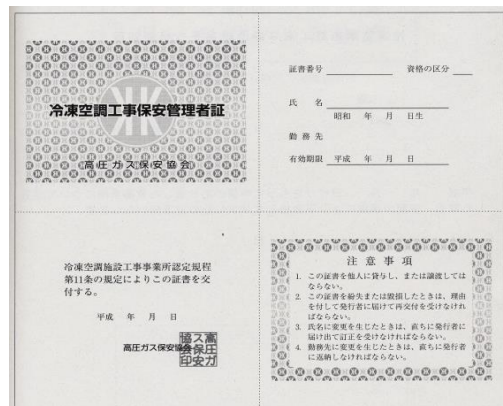 冷凍空調工事保安管理者証
高圧ガス保安協会
証書番号 資格の区分
氏 名
昭和 年 月 日生
勤 務 先
有効期限 平成 年 月 日
冷凍空調施設工事事業所認定規程
第11条の規定によりこの証書を交
付する。
平成 年 月 日
高圧ガス保安協会
協ス高
会保圧
印安ガ
注 意 事 項
1. この証書を他人に貸与し、または譲渡しては
ならない。
2. この証書を紛失または毀損したときは、理由
を付して発行者に届けて再交付を受けなけれ
ばならない。
3. 氏名に変更を生じたときは、直ちに発行者に
届け出て訂正を受けなければならない。
4. 勤務先に変更を生じたときは、直ちに発行者
に返納しなければならない。